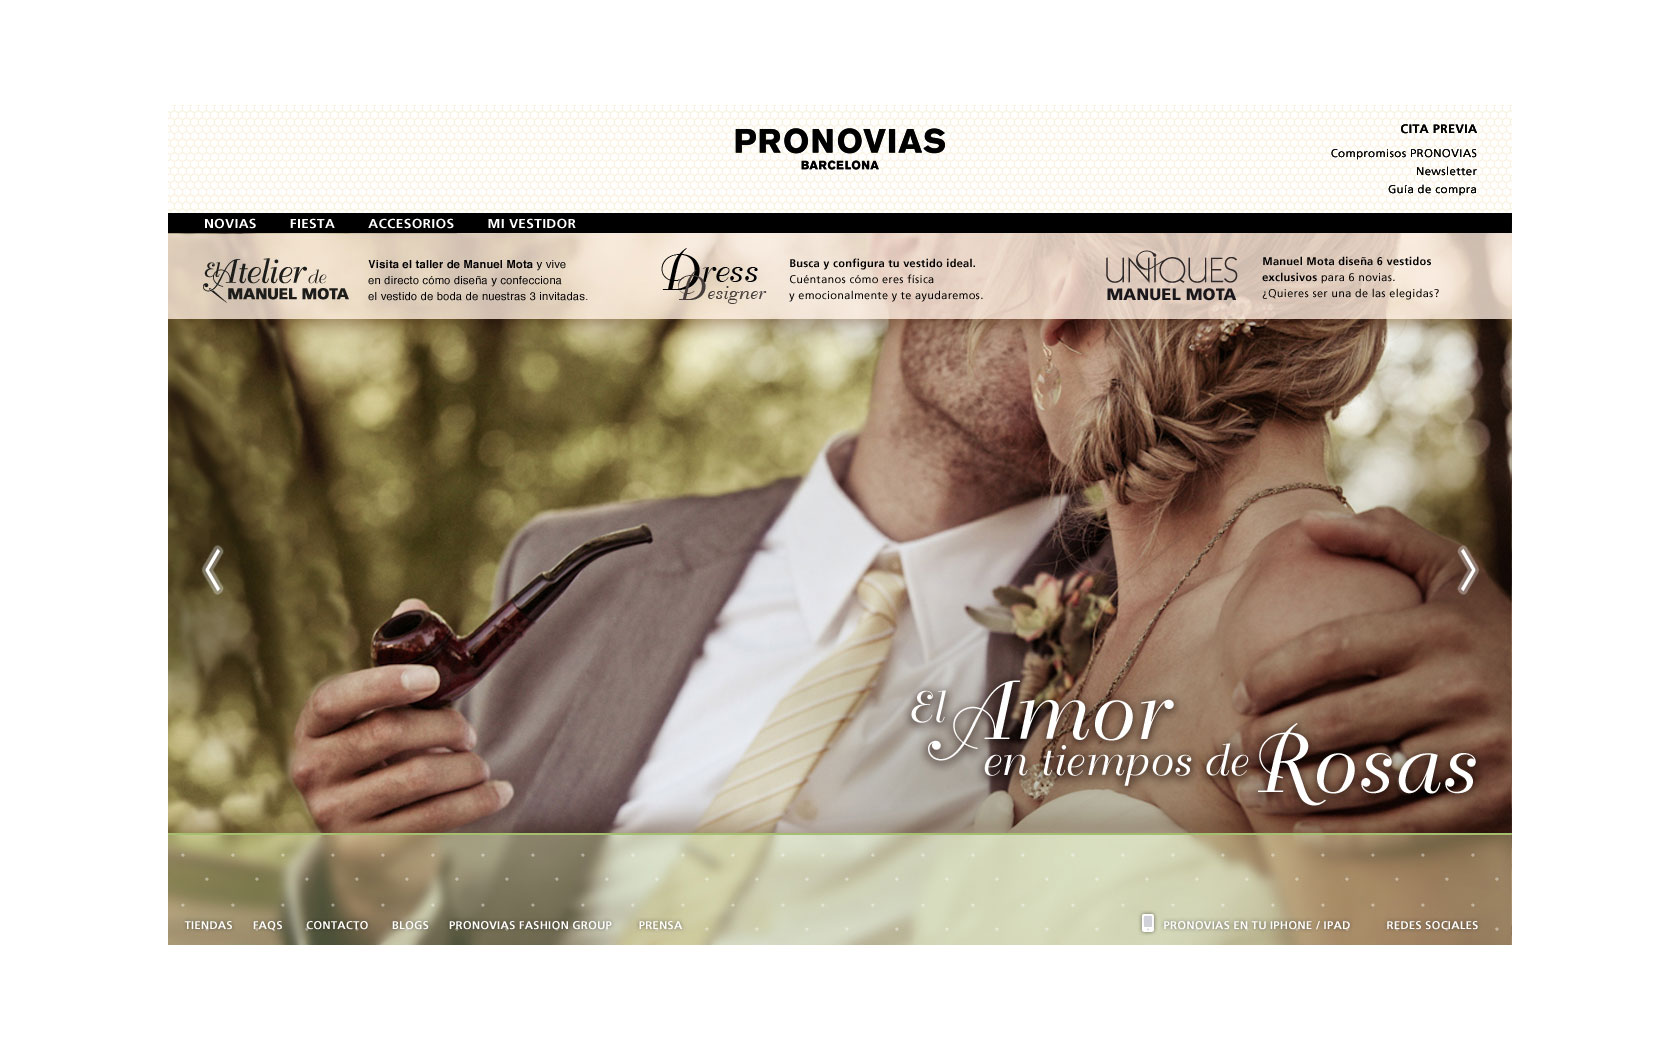 PRONOVIAS
BARCELONA
CITA PREVIA
Compromisos PRONOVIAS
Newsletter
Guía de compra
NOVIAS FIESTA ACCESORIOS MI VESTIDOR
El Atelier de
MANUEL MOTA
Visita el taller de Manuel Mota y vive
en directo cómo diseña y confecciona
el vestido de boda de nuestras 3 invitadas.
Dress
Designer
Busca y configura tu vestido ideal.
Cuéntanos cómo eres física
y emocionalmente y te ayudaremos.
UNIQUES
MANUEL MOTA
Manuel Mota diseña 6 vestidos
exclusivos para 6 novias.
¿Quieres ser una de las elegidas?
El Amor
en tiempos de Rosas
TIENDAS FAQS CONTACTO BLOGS PRONOVIAS FASHION GROUP PRENSA PRONOVIAS EN TU IPHONE / IPAD REDES SOCIALES